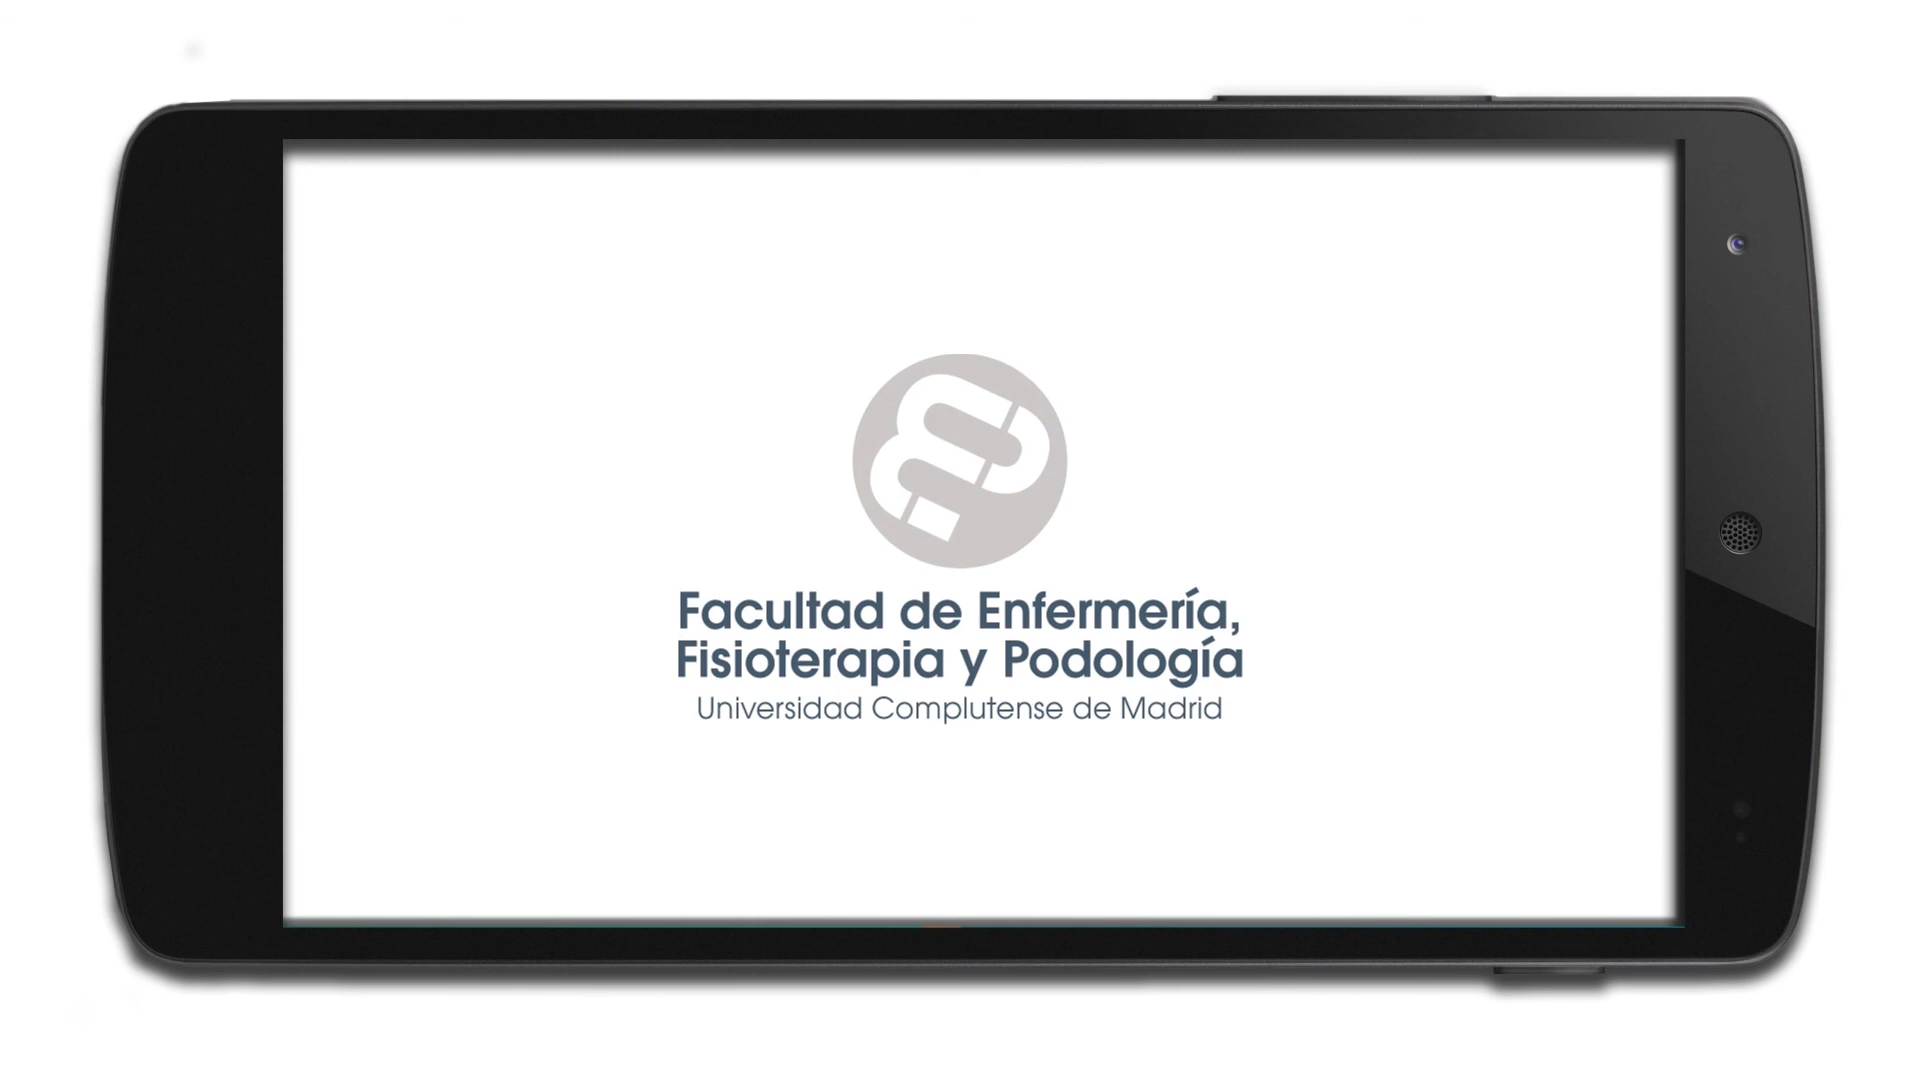 Facultad de Enfermería,
Fisioterapia y Podología
Universidad Complutense de Madrid